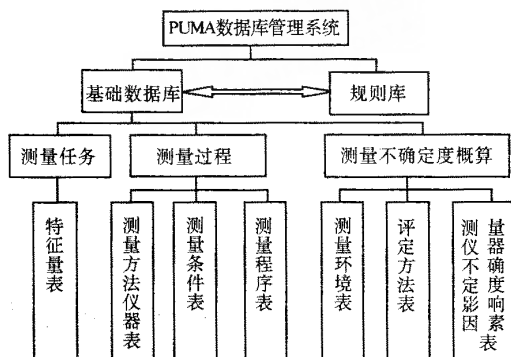 PUMA数据库管理系统
基础数据库
规则库
测量任务
测量过程
测量不确定度概算
特征量表
测量方法仪器表
测量条件表
测量程序表
测量环境表
评定方法表
测量仪器不确定度影响因素表